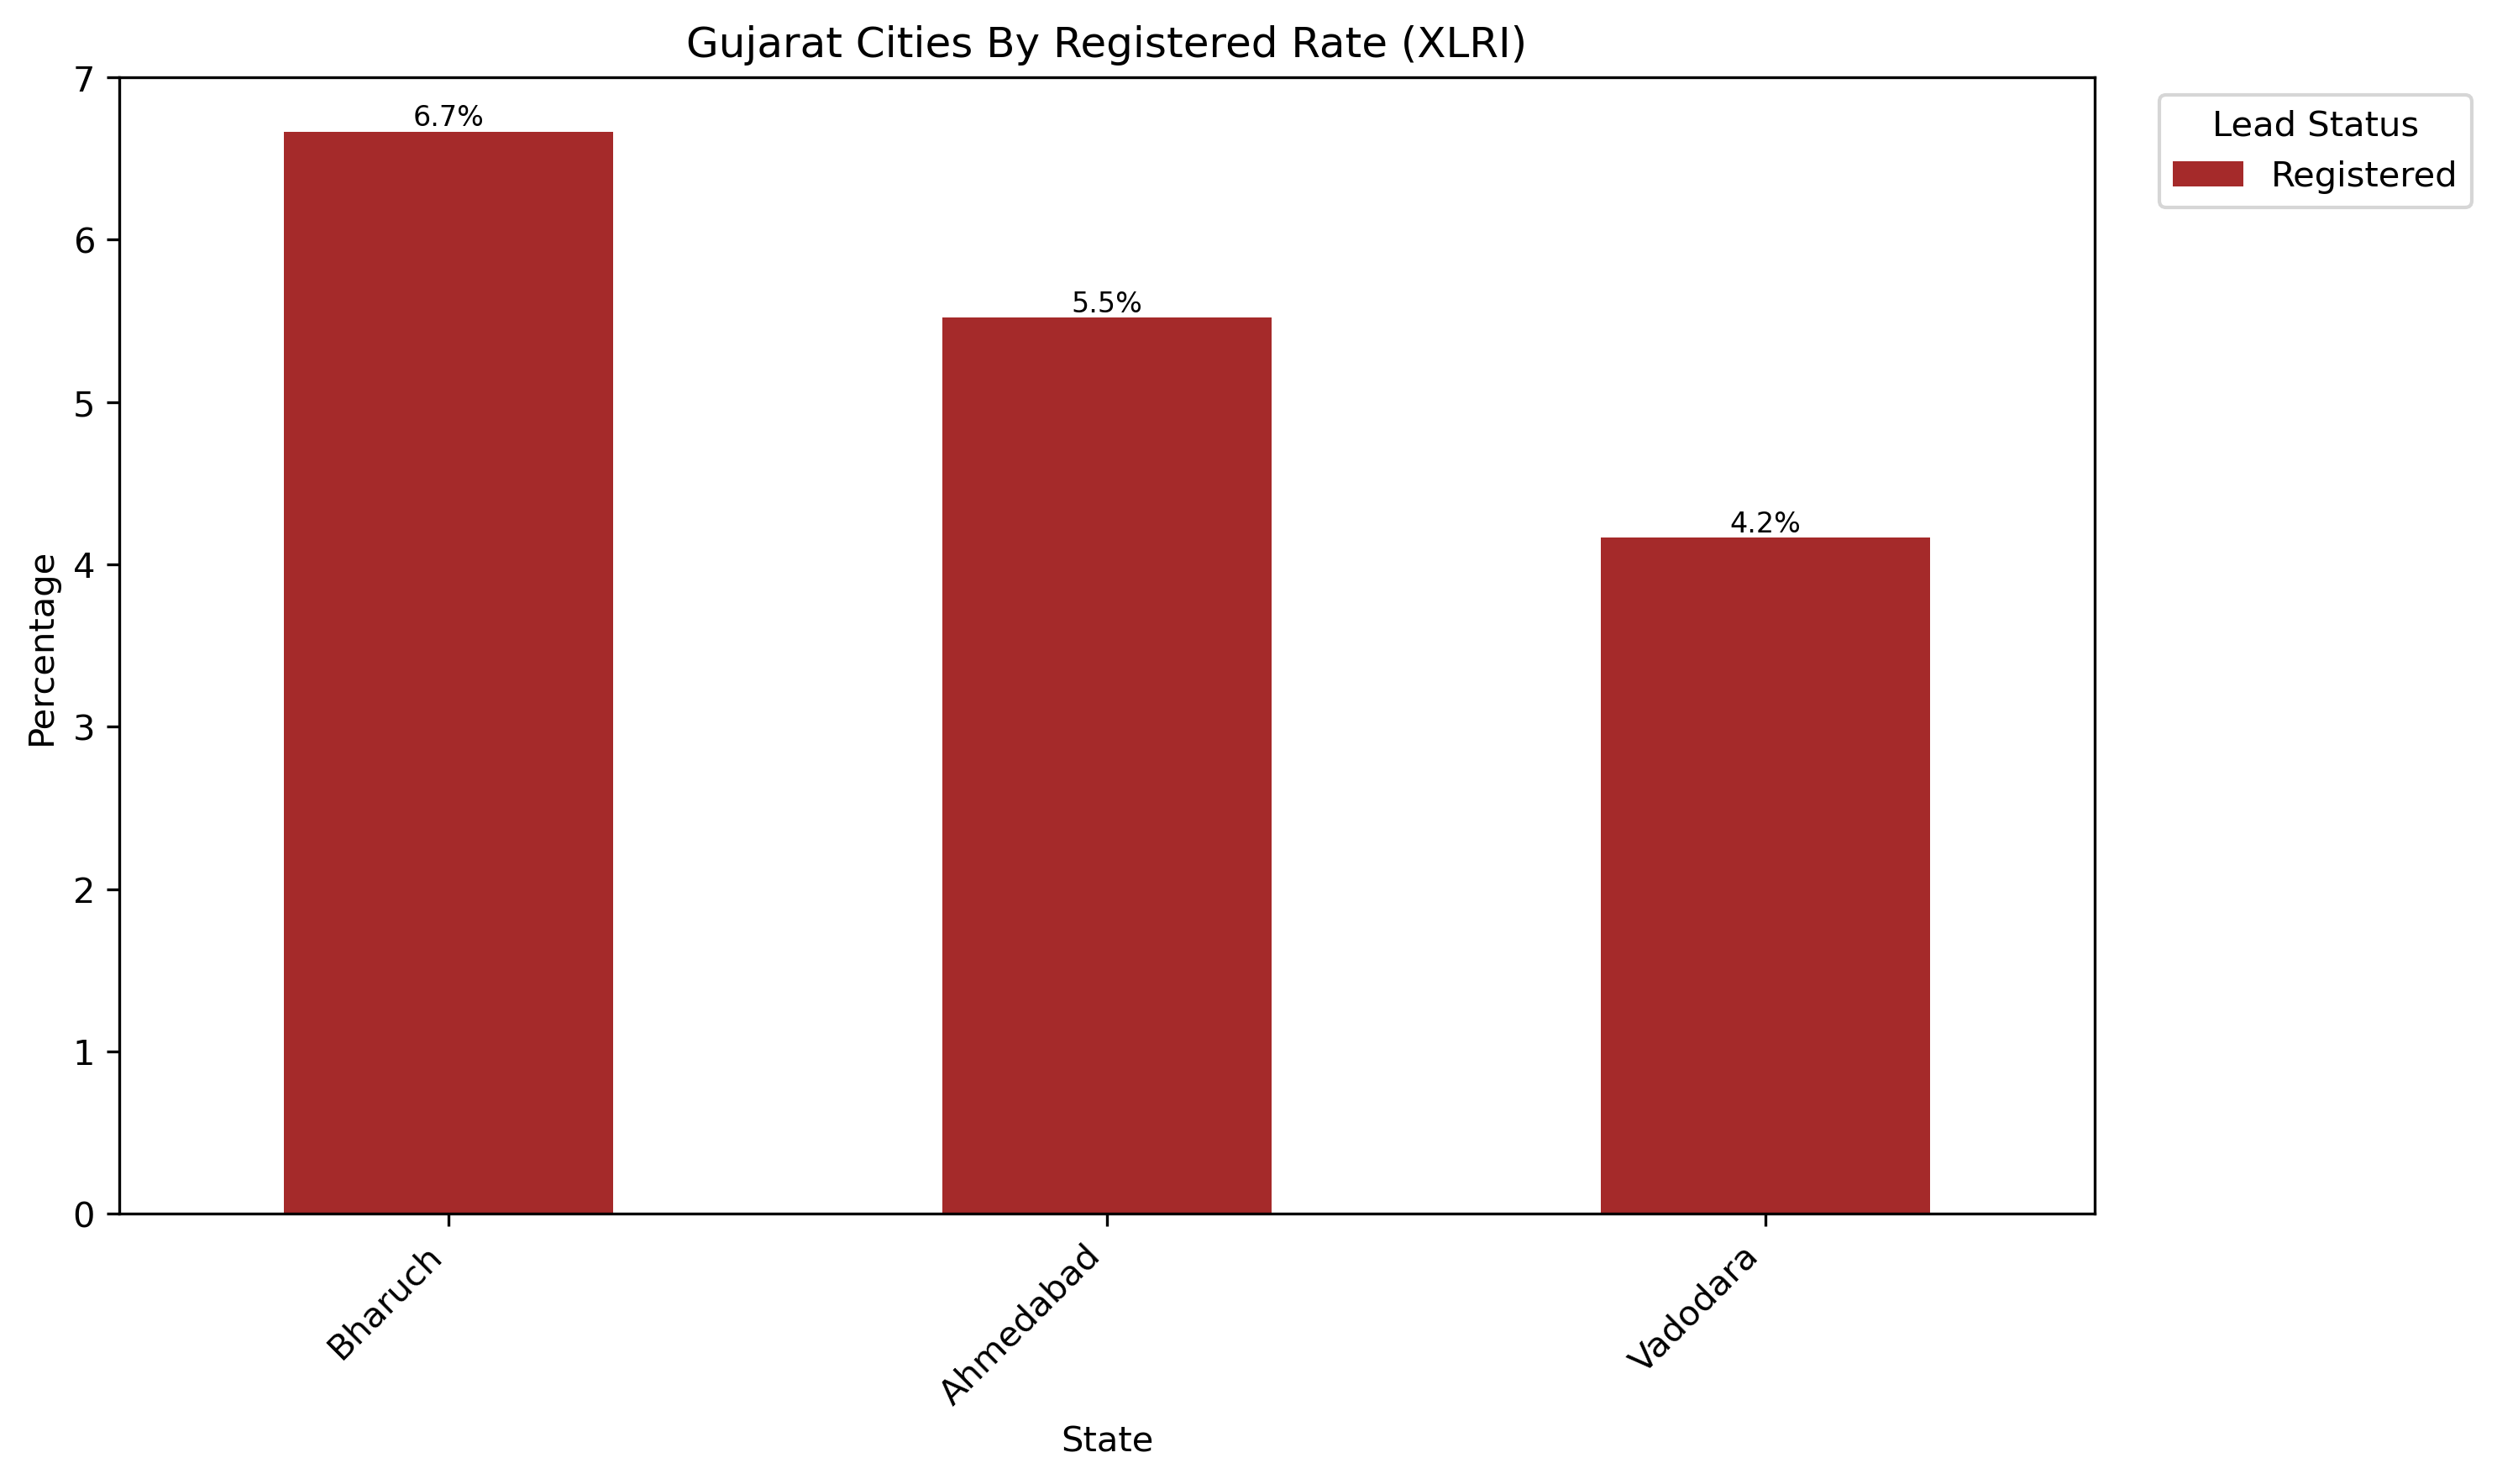 Gujarat Cities By Registered Rate (XLRI)
Lead Status
Registered
Percentage
7
6
5
4
3
2
1
0
6.7%
5.5%
4.2%
Bharuch
Ahmedabad
Vadodara
State